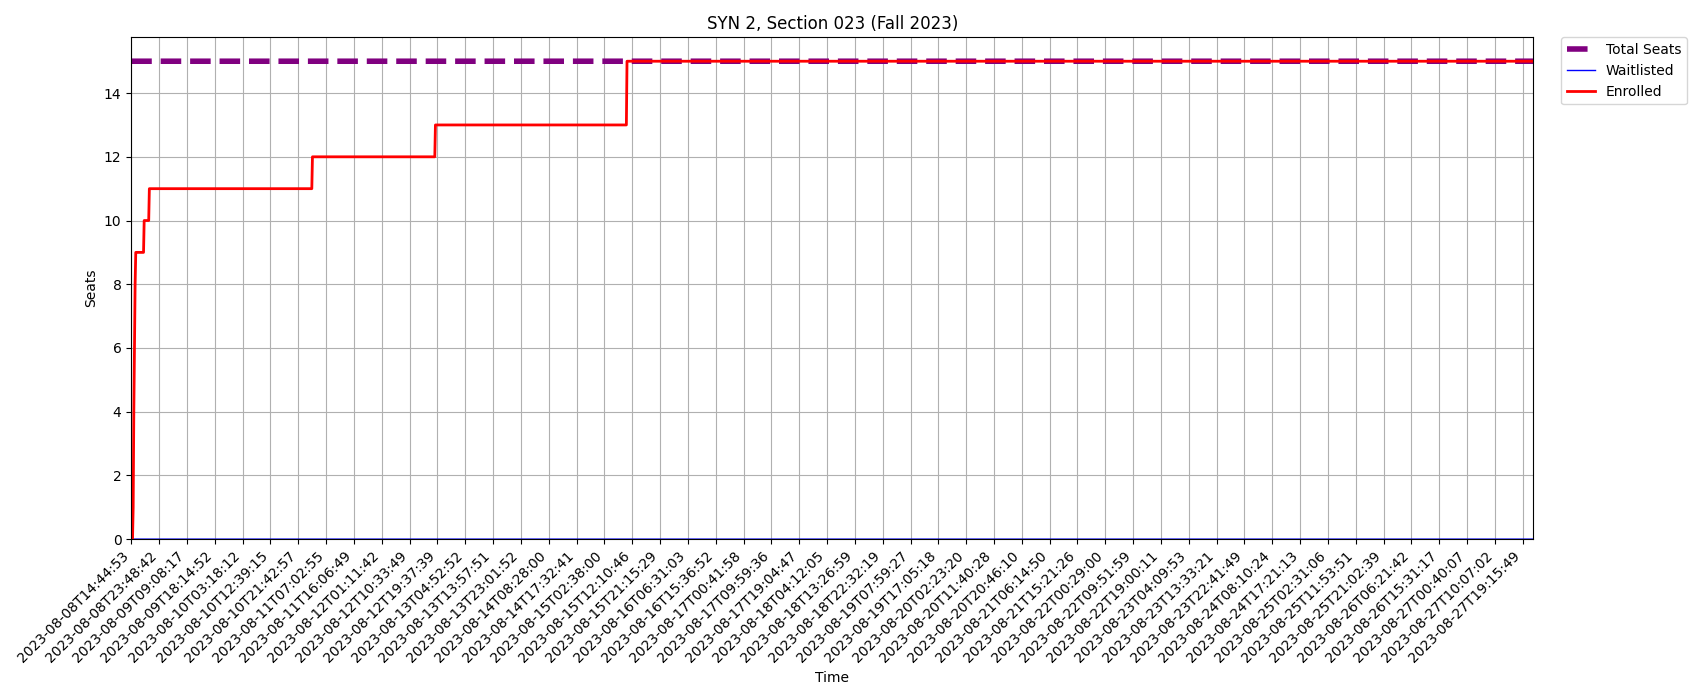 SYN 2, Section 023 (Fall 2023)
Total Seats
Waitlisted
Enrolled
Seats
14
12
10
8
6
4
2
0
2023-08-08T14:44:53
2023-08-08T23:48:42
2023-08-09T09:08:17
2023-08-09T18:14:52
2023-08-10T03:18:12
2023-08-10T12:39:15
2023-08-10T21:42:57
2023-08-11T07:02:55
2023-08-11T16:06:49
2023-08-12T01:11:42
2023-08-12T10:33:49
2023-08-12T19:37:39
2023-08-13T04:52:52
2023-08-13T13:57:51
2023-08-13T23:01:52
2023-08-14T08:28:00
2023-08-14T17:32:41
2023-08-15T02:38:00
2023-08-15T12:10:46
2023-08-15T21:15:29
2023-08-16T06:31:03
2023-08-16T15:36:52
2023-08-17T00:41:58
2023-08-17T09:59:36
2023-08-17T19:04:47
2023-08-18T04:12:05
2023-08-18T13:26:59
2023-08-18T22:32:19
2023-08-19T07:59:27
2023-08-19T17:05:18
2023-08-20T02:23:20
2023-08-20T11:40:28
2023-08-20T20:46:10
2023-08-21T06:14:50
2023-08-21T15:21:26
2023-08-22T00:29:00
2023-08-22T09:51:59
2023-08-22T19:00:11
2023-08-23T04:09:53
2023-08-23T13:33:21
2023-08-23T22:41:49
2023-08-24T08:10:24
2023-08-24T17:21:13
2023-08-25T02:31:06
2023-08-25T11:53:51
2023-08-25T21:02:39
2023-08-26T06:21:42
2023-08-26T15:31:17
2023-08-27T00:40:07
2023-08-27T10:07:02
2023-08-27T19:15:49
Time